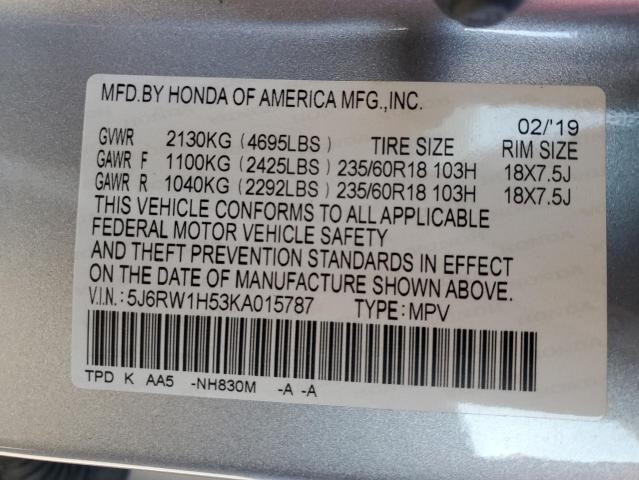 MFD.BY HONDA OF AMERICA MFG.,INC.
02/'19
GVWR 2130KG (4695LBS) TIRE SIZE RIM SIZE
GAWR F 1100KG (2425LBS) 235/60R18 103H 18X7.5J
GAWR R 1040KG (2292LBS) 235/60R18 103H 18X7.5J
THIS VEHICLE CONFORMS TO ALL APPLICABLE
FEDERAL MOTOR VEHICLE SAFETY
AND THEFT PREVENTION STANDARDS IN EFFECT
ON THE DATE OF MANUFACTURE SHOWN ABOVE.
V.I.N.: 5J6RW1H53KA015787 TYPE: MPV
TPD K AA5 -NH830M -A -A